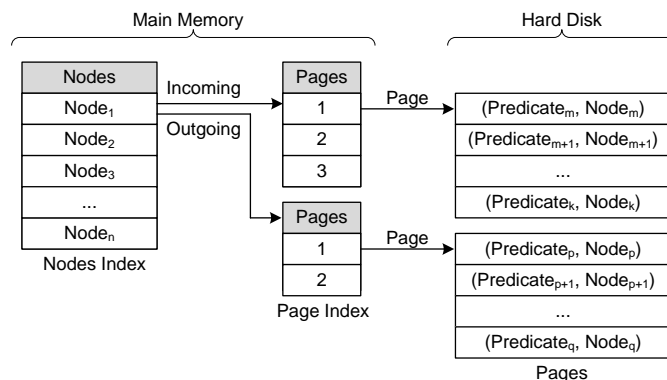 Main Memory
Hard Disk
Nodes
Node1
Node2
Node3
...
Noden
Nodes Index
Incoming
Outgoing
Pages
1
2
3
Pages
1
2
Page Index
Page
Page
(Predicatem, Nodem)
(Predicatem+1, Nodem+1)
...
(Predicatek, Nodek)
(Predicatep, Nodep)
(Predicatep+1, Nodep+1)
...
(Predicateq, Nodeq)
Pages